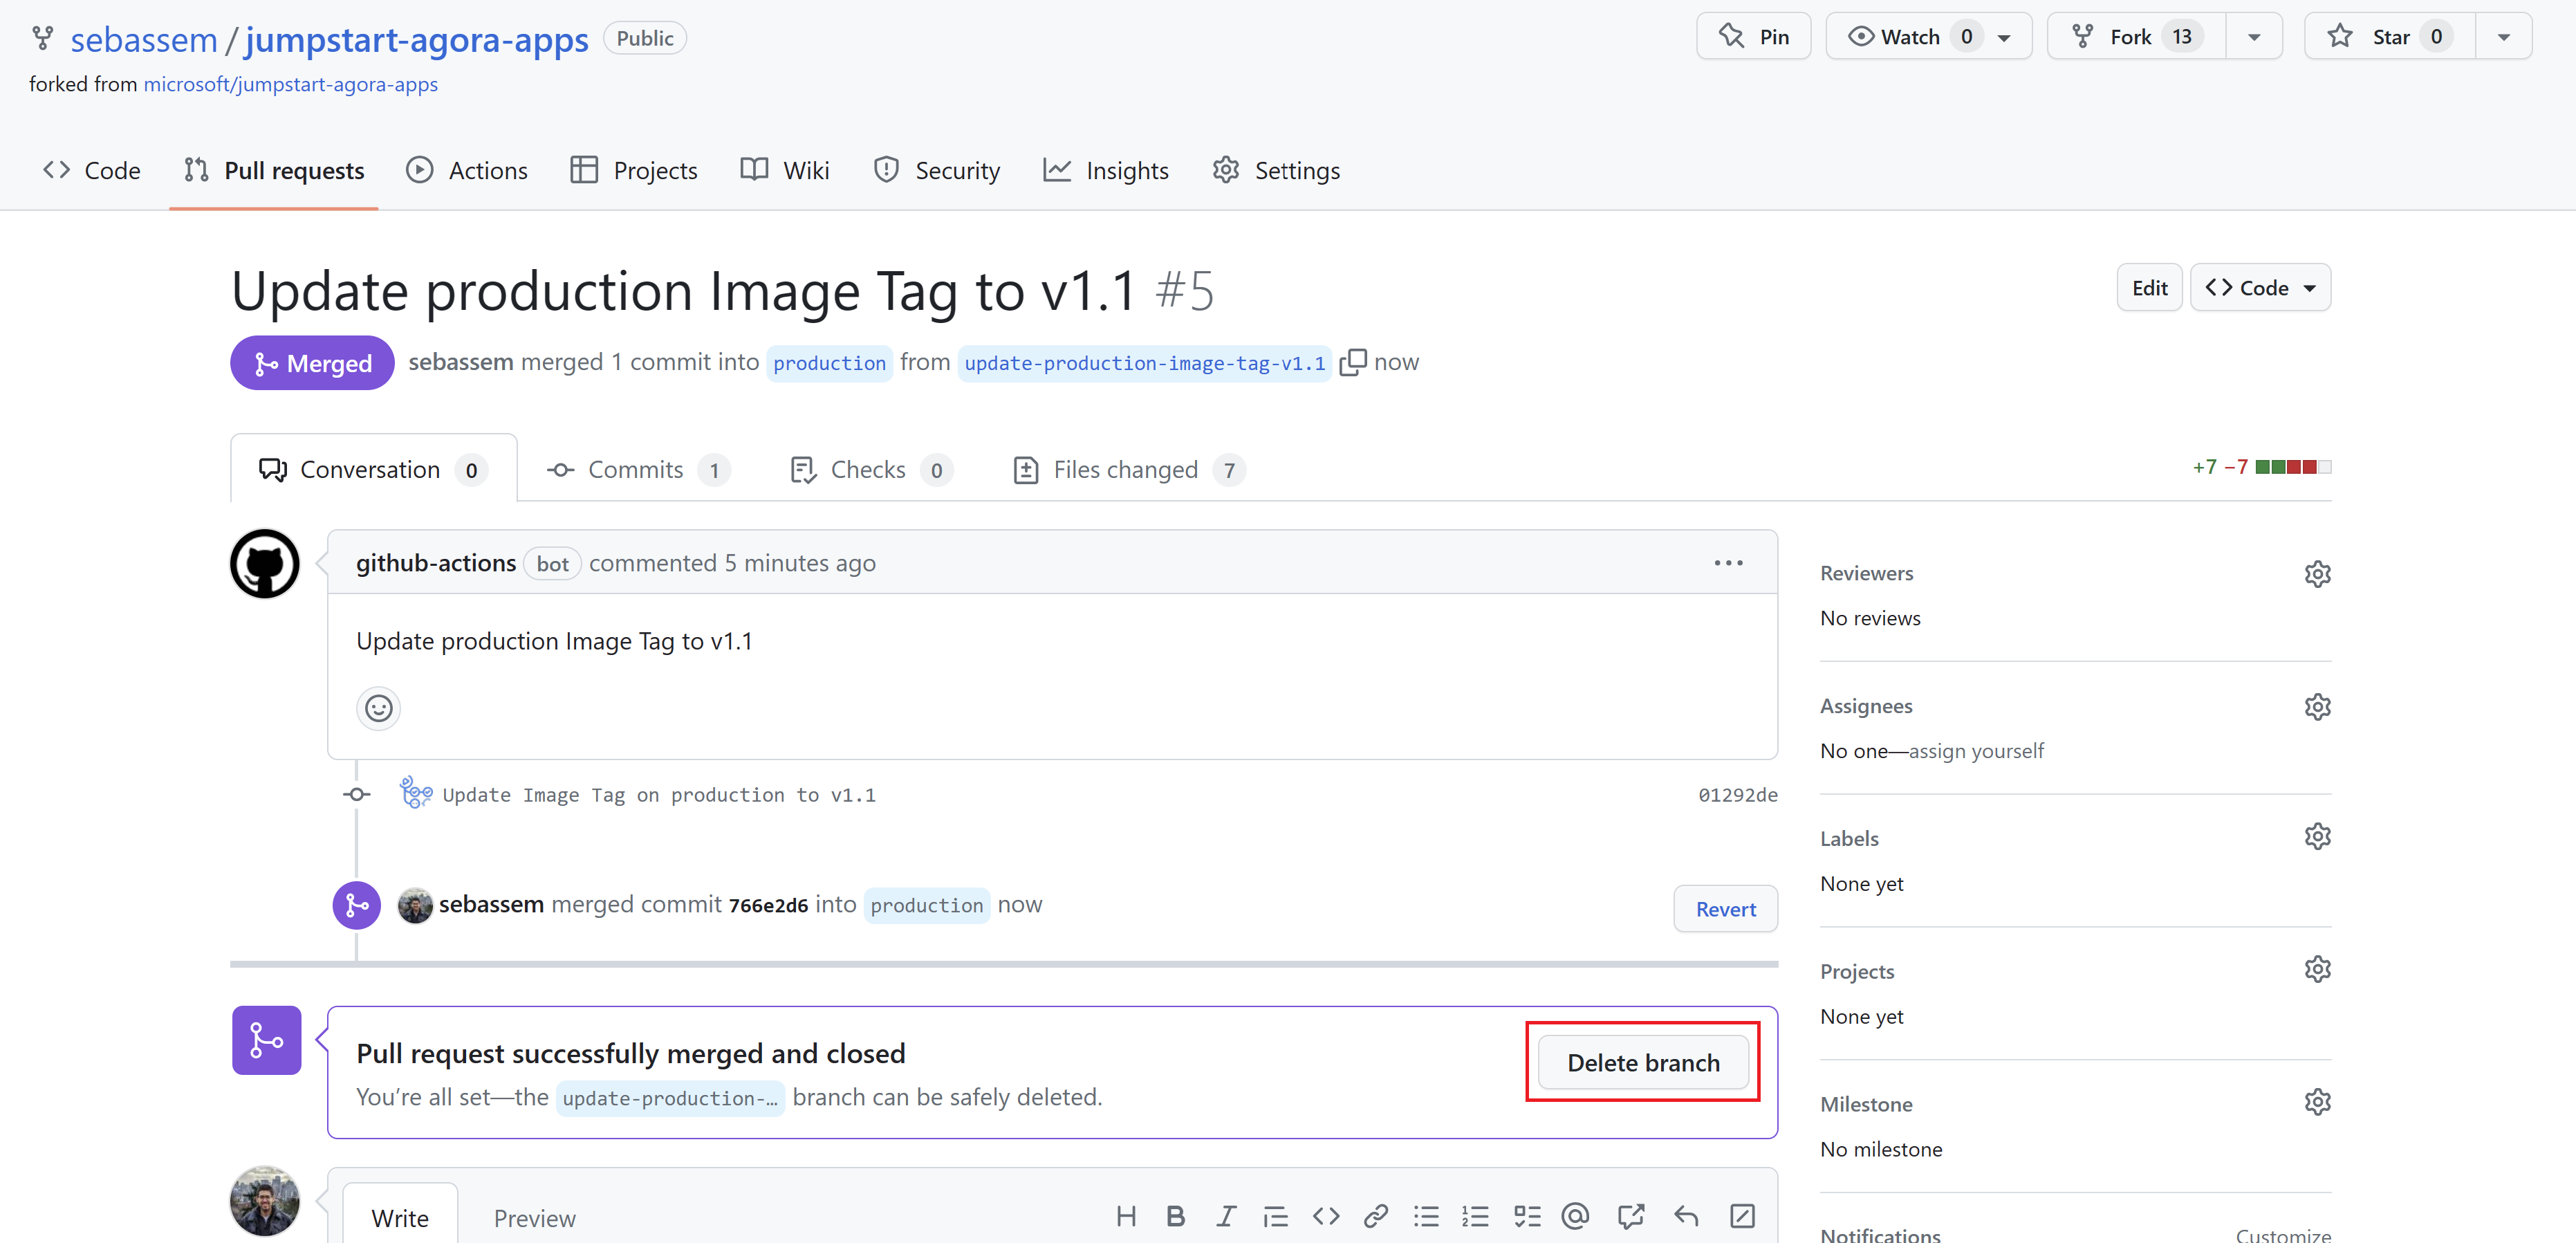 sebassem / jumpstart-agora-apps Public
Pin Watch 0 Fork 13 Star 0
forked from microsoft/jumpstart-agora-apps
Code Pull requests Actions Projects Wiki Security Insights Settings
Update production Image Tag to v1.1 #5
Edit Code
Merged sebassem merged 1 commit into production from update-production-image-tag-v1.1 now
Conversation 0 Commits 1 Checks 0 Files changed 7
+7 −7
github-actions bot commented 5 minutes ago
Update production Image Tag to v1.1
Update Image Tag on production to v1.1 01292de
sebassem merged commit 766e2d6 into production now
Revert
Pull request successfully merged and closed
You’re all set—the update-production-… branch can be safely deleted.
Delete branch
Write Preview
Reviewers
No reviews
Assignees
No one—assign yourself
Labels
None yet
Projects
None yet
Milestone
No milestone
Notifications Customize